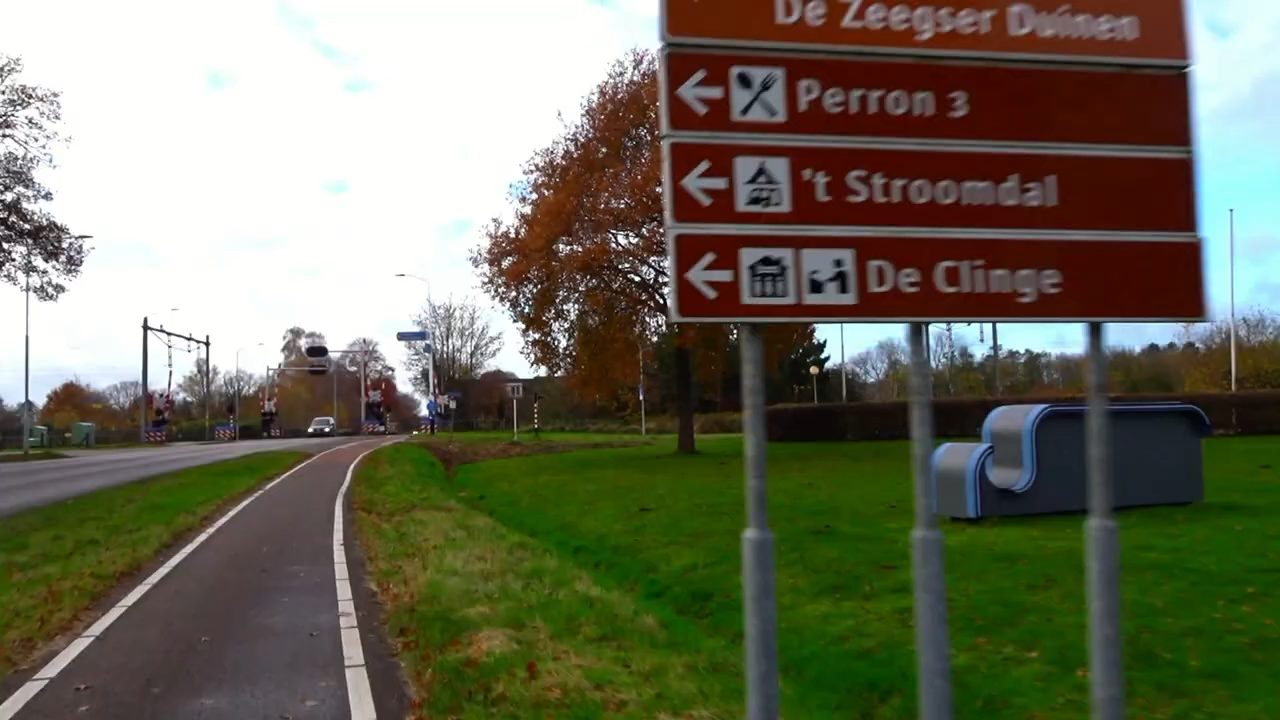 De Zeegser Duinen
Perron 3
't Stroomdal
De Clinge